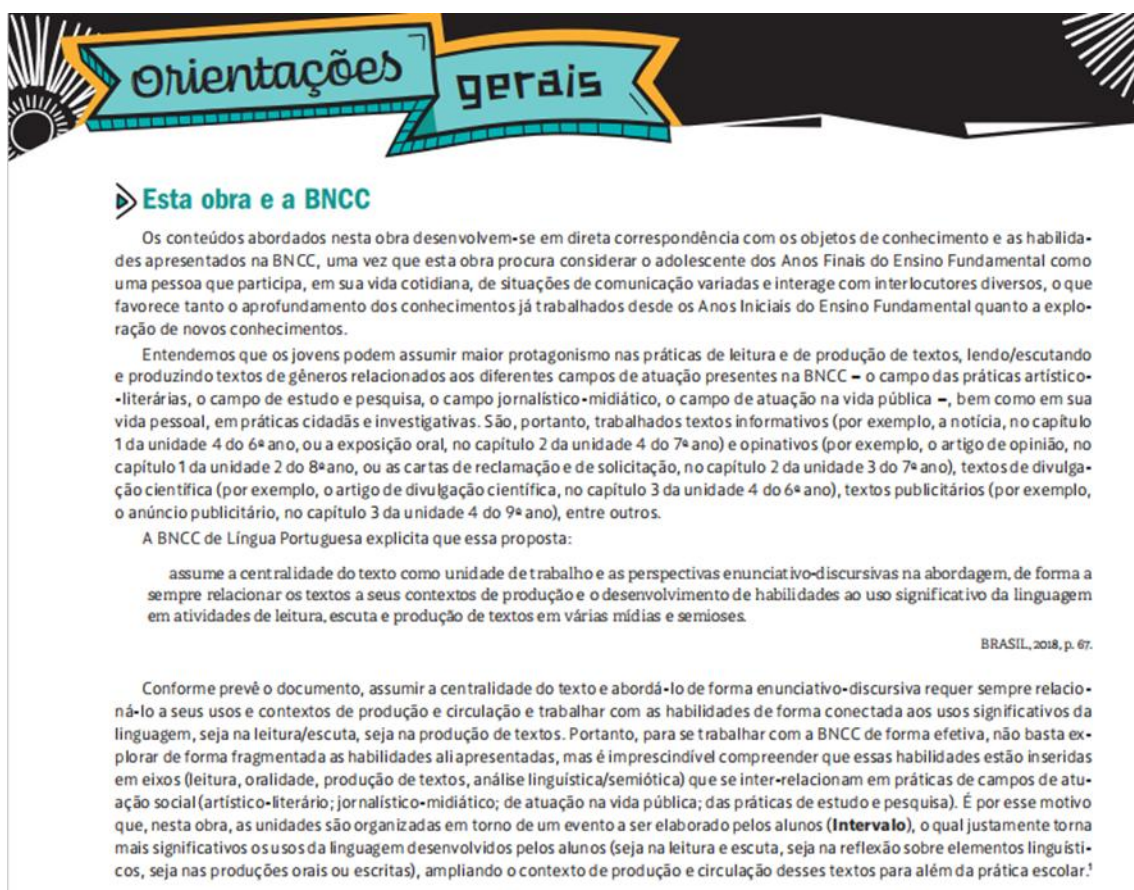 Orientações gerais
Esta obra e a BNCC
Os conteúdos abordados nesta obra desenvolvem-se em direta correspondência com os objetos de conhecimento e as habilida-
des apresentados na BNCC, uma vez que esta obra procura considerar o adolescente dos Anos Finais do Ensino Fundamental como
uma pessoa que participa, em sua vida cotidiana, de situações de comunicação variadas e interage com interlocutores diversos, o que
favorece tanto o aprofundamento dos conhecimentos já trabalhados desde os Anos Iniciais do Ensino Fundamental quanto a explo-
ração de novos conhecimentos.
Entendemos que os jovens podem assumir maior protagonismo nas práticas de leitura e de produção de textos, lendo/escutando
e produzindo textos de gêneros relacionados aos diferentes campos de atuação presentes na BNCC – o campo das práticas artístico-
-literárias, o campo de estudo e pesquisa, o campo jornalístico-midiático, o campo de atuação na vida pública –, bem como em sua
vida pessoal, em práticas cidadãs e investigativas. São, portanto, trabalhados textos informativos (por exemplo, a notícia, no capítulo
1 da unidade 4 do 6º ano, ou a exposição oral, no capítulo 2 da unidade 4 do 7º ano) e opinativos (por exemplo, o artigo de opinião, no
capítulo 1 da unidade 2 do 8º ano, ou as cartas de reclamação e de solicitação, no capítulo 2 da unidade 3 do 7º ano), textos de divulga-
ção científica (por exemplo, o artigo de divulgação científica, no capítulo 3 da unidade 4 do 6º ano), textos publicitários (por exemplo,
o anúncio publicitário, no capítulo 3 da unidade 4 do 9º ano), entre outros.
A BNCC de Língua Portuguesa explicita que essa proposta:
assume a centralidade do texto como unidade de trabalho e as perspectivas enunciativo-discursivas na abordagem, de forma a
sempre relacionar os textos a seus contextos de produção e o desenvolvimento de habilidades ao uso significativo da linguagem
em atividades de leitura, escuta e produção de textos em várias mídias e semioses.
BRASIL, 2018, p. 67.
Conforme prevê o documento, assumir a centralidade do texto e abordá-lo de forma enunciativo-discursiva requer sempre relacio-
ná-lo a seus usos e contextos de produção e circulação e trabalhar com as habilidades de forma conectada aos usos significativos da
linguagem, seja na leitura/escuta, seja na produção de textos. Portanto, para se trabalhar com a BNCC de forma efetiva, não basta ex-
plorar de forma fragmentada as habilidades ali apresentadas, mas é imprescindível compreender que essas habilidades estão inseridas
em eixos (leitura, oralidade, produção de textos, análise linguística/semiótica) que se inter-relacionam em práticas de campos de atu-
ação social (artístico-literário; jornalístico-midiático; de atuação na vida pública; das práticas de estudo e pesquisa). É por esse motivo
que, nesta obra, as unidades são organizadas em torno de um evento a ser elaborado pelos alunos (Intervalo), o qual justamente torna
mais significativos os usos da linguagem desenvolvidos pelos alunos (seja na leitura e escuta, seja na reflexão sobre elementos linguísti-
cos, seja nas produções orais ou escritas), ampliando o contexto de produção e circulação desses textos para além da prática escolar.¹